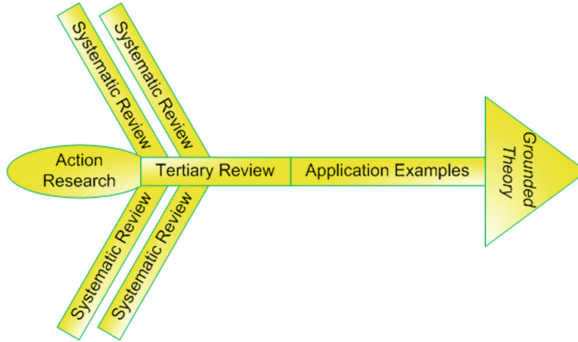 Systematic Review
Systematic Review
Action
Research
Tertiary Review
Application Examples
Grounded
Theory
Systematic Review
Systematic Review